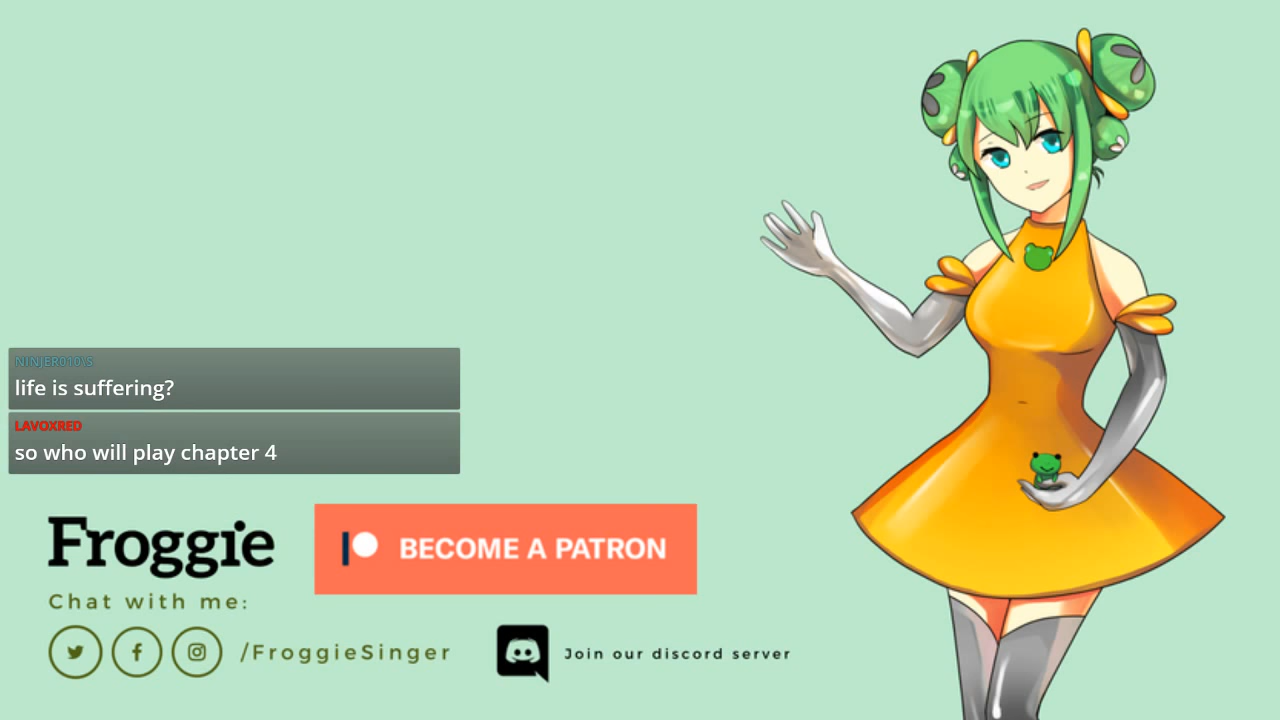 life is suffering?
LAVOXRED
so who will play chapter 4
Froggie
BECOME A PATRON
Chat with me:
/FroggieSinger
Join our discord server